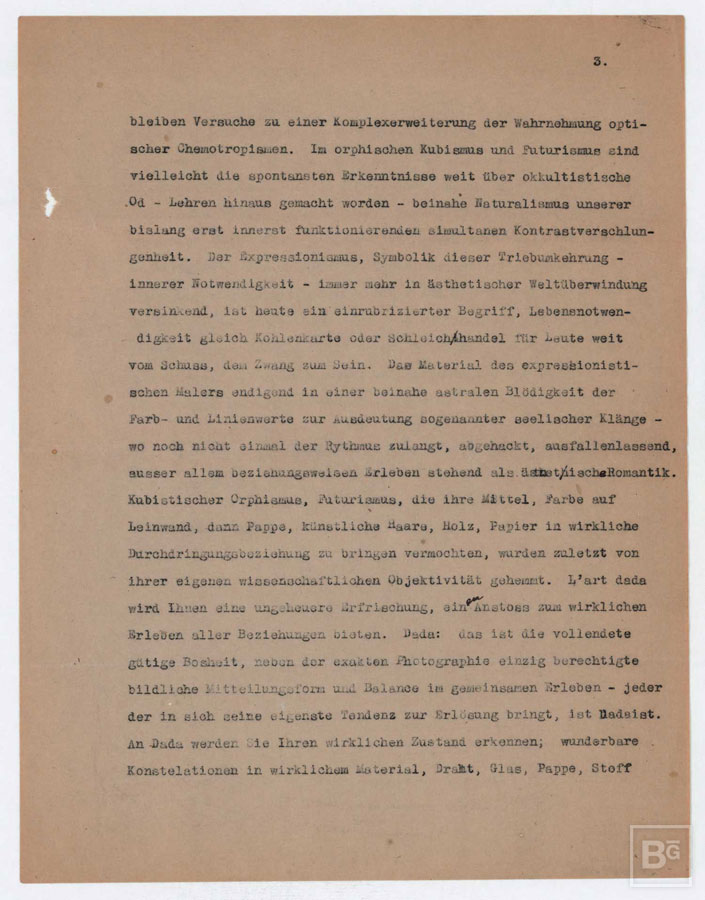 3.
bleiben Versuche zu einer Komplexerweiterung der Wahrnehmung opti-
scher Chemotropismen. Im orphischen Kubismus und Futurismus sind
vielleicht die spontansten Erkenntnisse weit über okkultistische
Od - Lehren hinaus gemacht worden - beinahe Naturalismus unserer
bislang erst innerst funktionierenden simultanen Kontrastverschlun-
genheit. Der Expressionismus, Symbolik dieser Triebumkehrung -
innerer Notwendigkeit - immer mehr in ästhetischer Weltüberwindung
versinkend, ist heute ein einrubrizierter Begriff, Lebensnotwen-
digkeit gleich Kohlenkarte oder Schleich/handel für Leute weit
vom Schuss, dem Zwang zum Sein. Das Material des expressionisti-
schen Malers endigend in einer beinahe astralen Blödigkeit der
Farb- und Linienwerte zur Ausdeutung sogenannter seelischer Klänge -
wo noch nicht einmal der Rythmus zulangt, abgehackt, ausfallenlassend,
ausser allem beziehungsweisen Erleben stehend als Romantik.
Kubistischer Orphismus, Futurismus, die ihre Mittel, Farbe auf
Leinwand, dann Pappe, künstliche Haare, Holz, Papier in wirkliche
Durchdringungsbeziehung zu bringen vermochten, wurden zuletzt von
ihrer eigenen wissenschaftlichen Objektivität gehemmt. L'art dada
wird Ihnen eine ungeheuere Erfrischung, einen Anstoss zum wirklichen
Erleben aller Beziehungen bieten. Dada: das ist die vollendete
gütige Bosheit, neben der exakten Photographie einzig berechtigte
bildliche Mitteilungsform und Balance im gemeinsamen Erleben - jeder
der in sich seine eigenste Tendenz zur Erlösung bringt, ist Dadaist.
An Dada werden Sie Ihren wirklichen Zustand erkennen; wunderbare
Konstelationen in wirklichem Material, Draht, Glas, Pappe, Stoff
BG